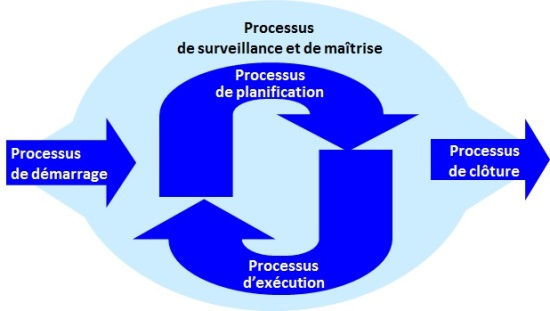 Processus
de surveillance et de maîtrise
Processus
de planification
Processus
de démarrage
Processus
de clôture
Processus
d’exécution